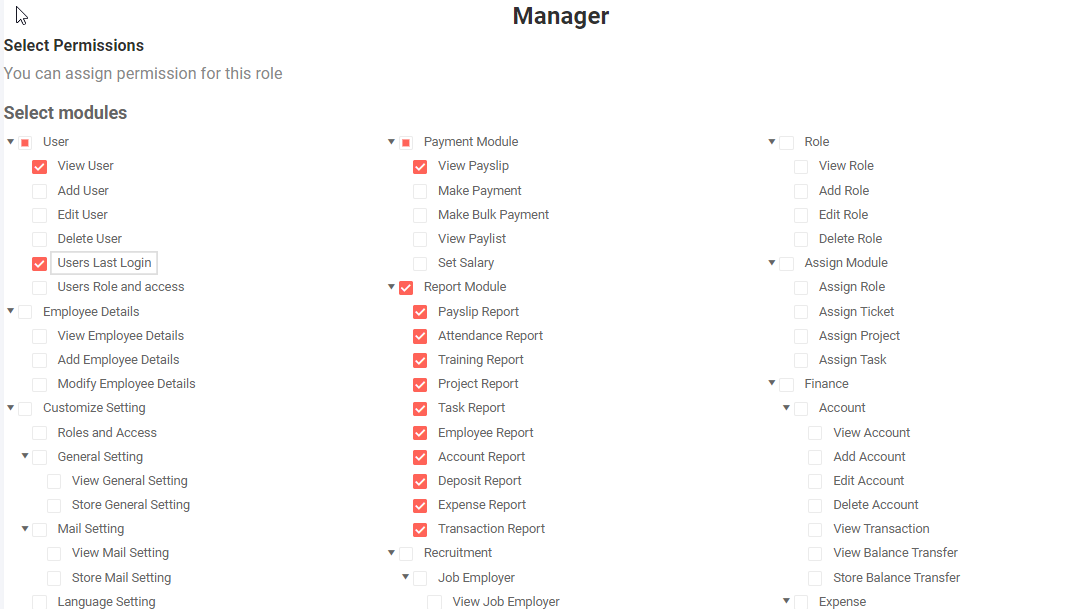 Manager
Select Permissions
You can assign permission for this role
Select modules
User
View User
Add User
Edit User
Delete User
Users Last Login
Users Role and access
Employee Details
View Employee Details
Add Employee Details
Modify Employee Details
Customize Setting
Roles and Access
General Setting
View General Setting
Store General Setting
Mail Setting
View Mail Setting
Store Mail Setting
Language Setting
Payment Module
View Payslip
Make Payment
Make Bulk Payment
View Paylist
Set Salary
Report Module
Payslip Report
Attendance Report
Training Report
Project Report
Task Report
Employee Report
Account Report
Deposit Report
Expense Report
Transaction Report
Recruitment
Job Employer
View Job Employer
Role
View Role
Add Role
Edit Role
Delete Role
Assign Module
Assign Role
Assign Ticket
Assign Project
Assign Task
Finance
Account
View Account
Add Account
Edit Account
Delete Account
View Transaction
View Balance Transfer
Store Balance Transfer
Expense